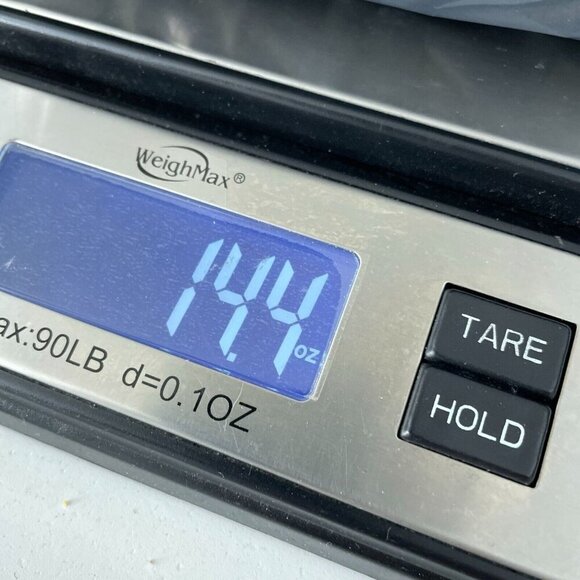 WeighMax®
14.4 oz
ax:90LB d=0.1OZ
TARE
HOLD